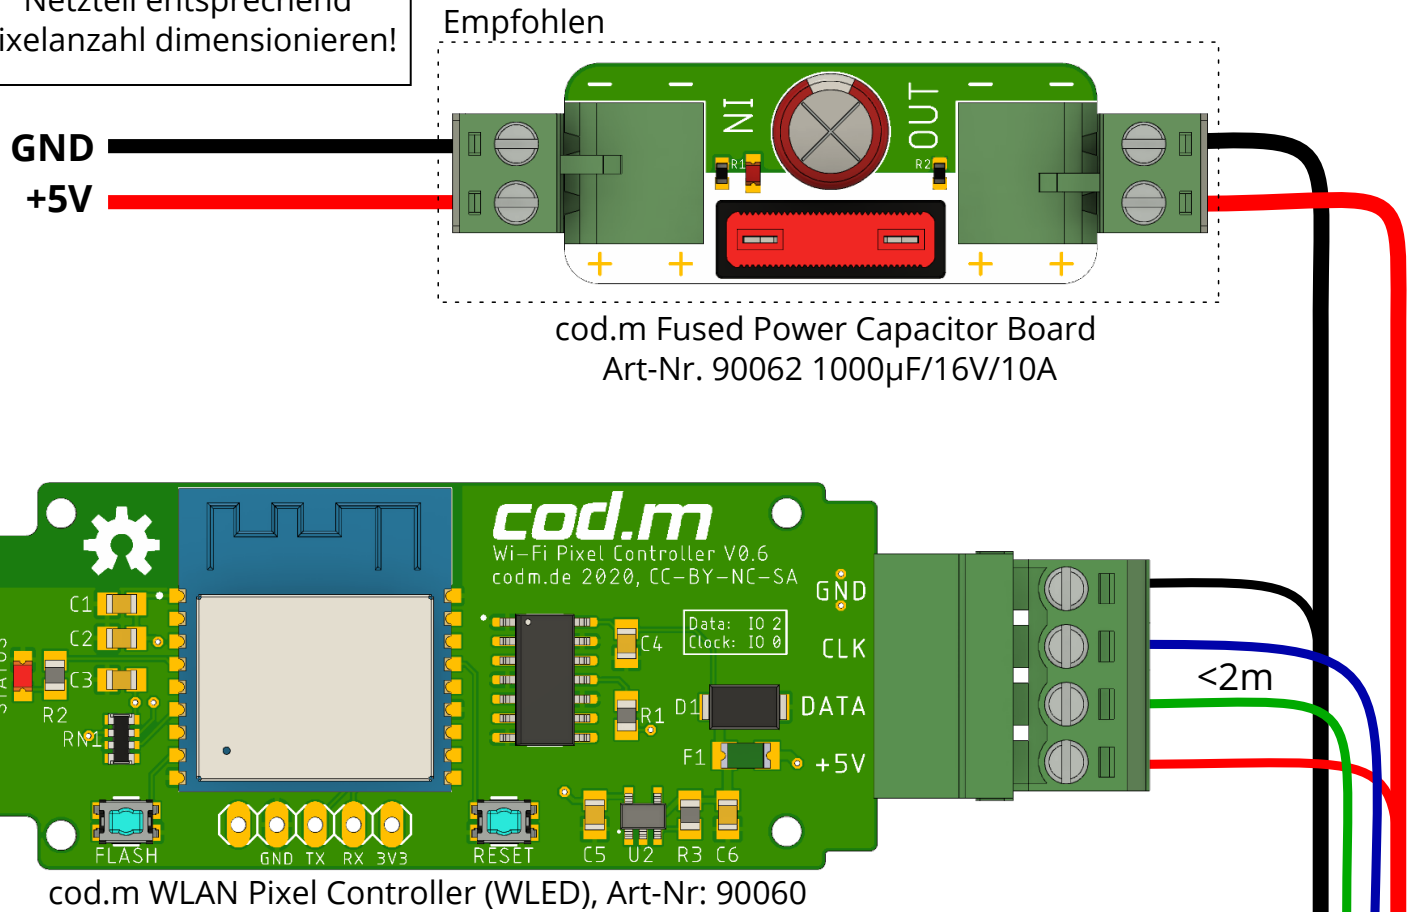 Netzteil entsprechend
ixelanzahl dimensionieren!
Empfohlen
GND
+5V
IN
OUT
R1
R2
cod.m Fused Power Capacitor Board
Art-Nr. 90062 1000µF/16V/10A
cod.m
Wi-Fi Pixel Controller V0.6
codm.de 2020, CC-BY-NC-SA
GND
CLK
DATA
+5V
Data: IO 2
Clock: IO 0
<2m
C1
C2
C3
STATUS
R2
RN1
C4
R1
D1
F1
FLASH
GND TX RX 3V3
RESET
C5 U2 R3 C6
cod.m WLAN Pixel Controller (WLED), Art-Nr: 90060